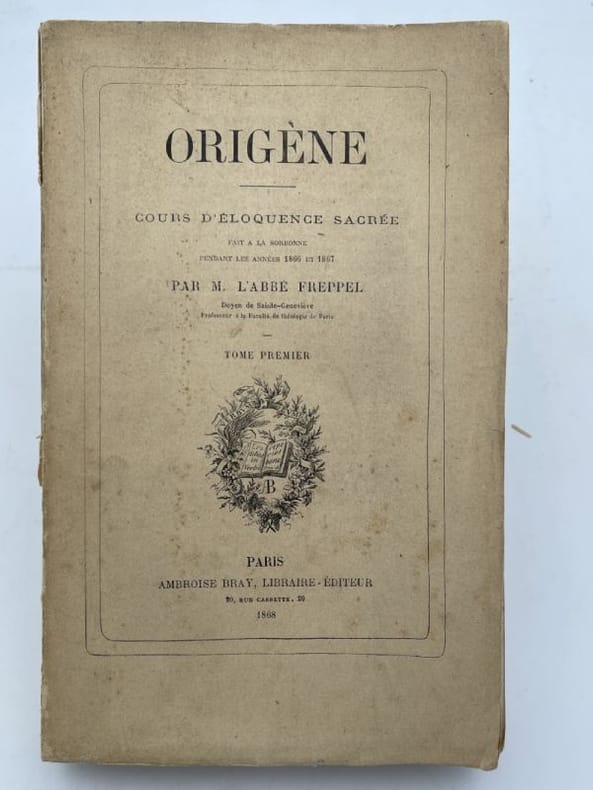 ORIGÈNE
COURS D'ÉLOQUENCE SACRÉE
FAIT A LA SORBONNE
PENDANT LES ANNÉES 1866 ET 1867
PAR M. L'ABBÉ FREPPEL
Doyen de Sainte-Geneviève
Professeur à la Faculté de théologie de Paris
TOME PREMIER
B
PARIS
AMBROISE BRAY, LIBRAIRE-ÉDITEUR
20, RUE CASSETTE, 20
1868